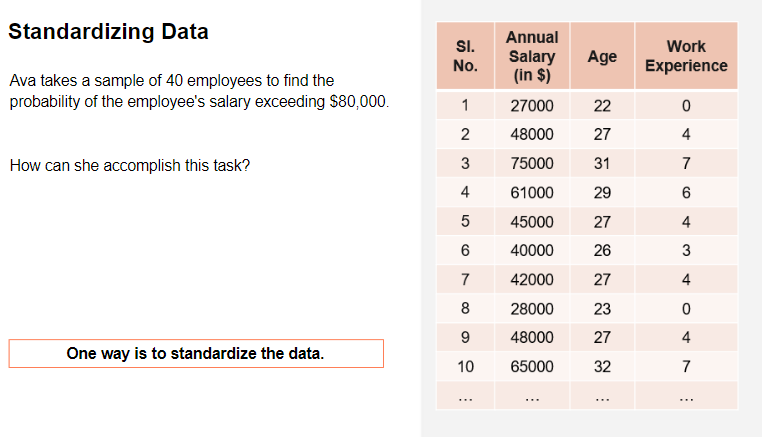 Standardizing Data
Ava takes a sample of 40 employees to find the
probability of the employee's salary exceeding $80,000.
How can she accomplish this task?
One way is to standardize the data.
Sl. No. Annual Salary (in $) Age Work Experience
1 27000 22 0
2 48000 27 4
3 75000 31 7
4 61000 29 6
5 45000 27 4
6 40000 26 3
7 42000 27 4
8 28000 23 0
9 48000 27 4
10 65000 32 7
... ... ... ...